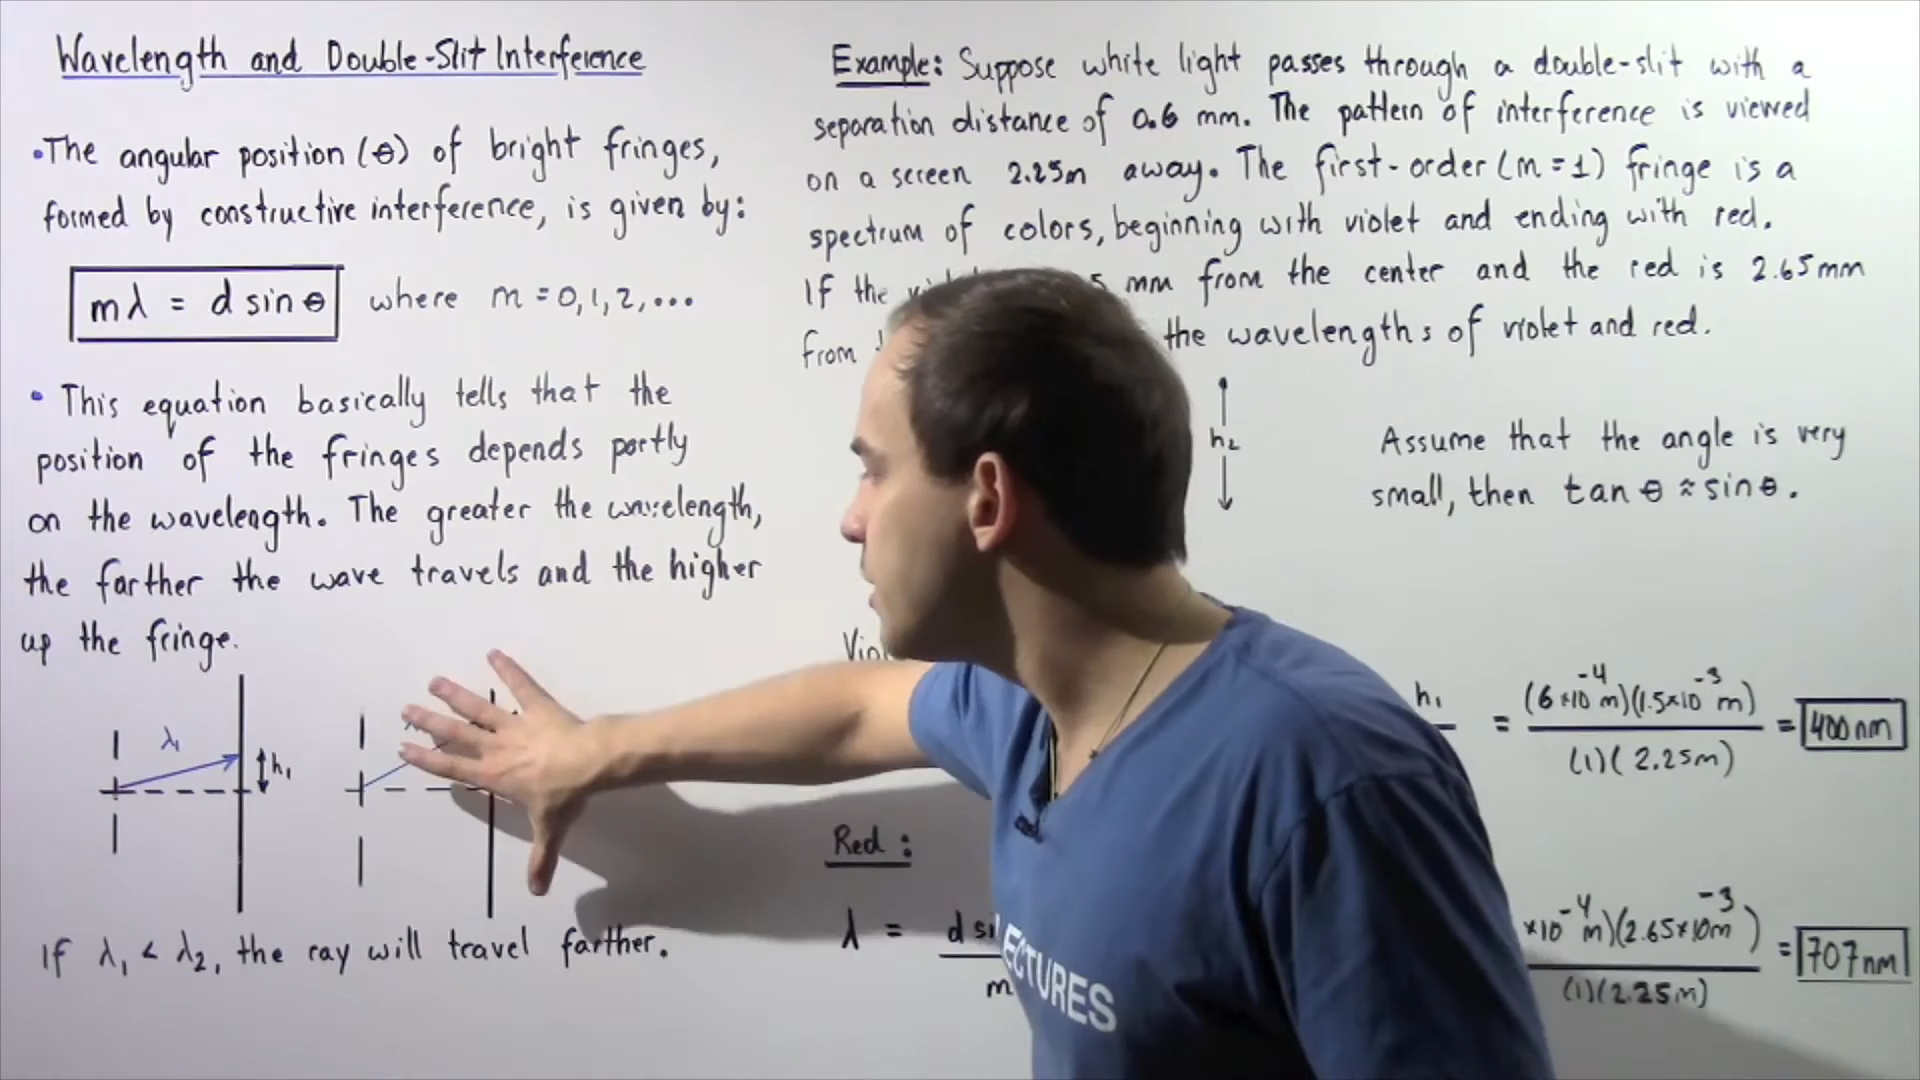 Wavelength and Double-Slit Interference
•The angular position (θ) of bright fringes,
formed by constructive interference, is given by:
mλ = d sin θ where m = 0, 1, 2, ...
• This equation basically tells that the
position of the fringes depends partly
on the wavelength. The greater the wavelength,
the farther the wave travels and the higher
up the fringe.
λ₁
h₁
If λ₁ < λ₂, the ray will travel farther.
Example: Suppose white light passes through a double-slit with a
separation distance of 0.6 mm. The pattern of interference is viewed
on a screen 2.25m away. The first-order (m = 1) fringe is a
spectrum of colors, beginning with violet and ending with red.
If the mm from the center and the red is 2.65mm
from the wavelengths of violet and red.
h₂
Assume that the angle is very
small, then tan θ ≈ sin θ.
h₁ = (6×10⁻⁴ m)(1.5×10⁻³ m) = 400 nm
(1)(2.25m)
Red:
λ = d
m
×10⁻⁴ m)(2.65×10⁻³ m) = 707 nm
(1)(2.25m)
ECTURES